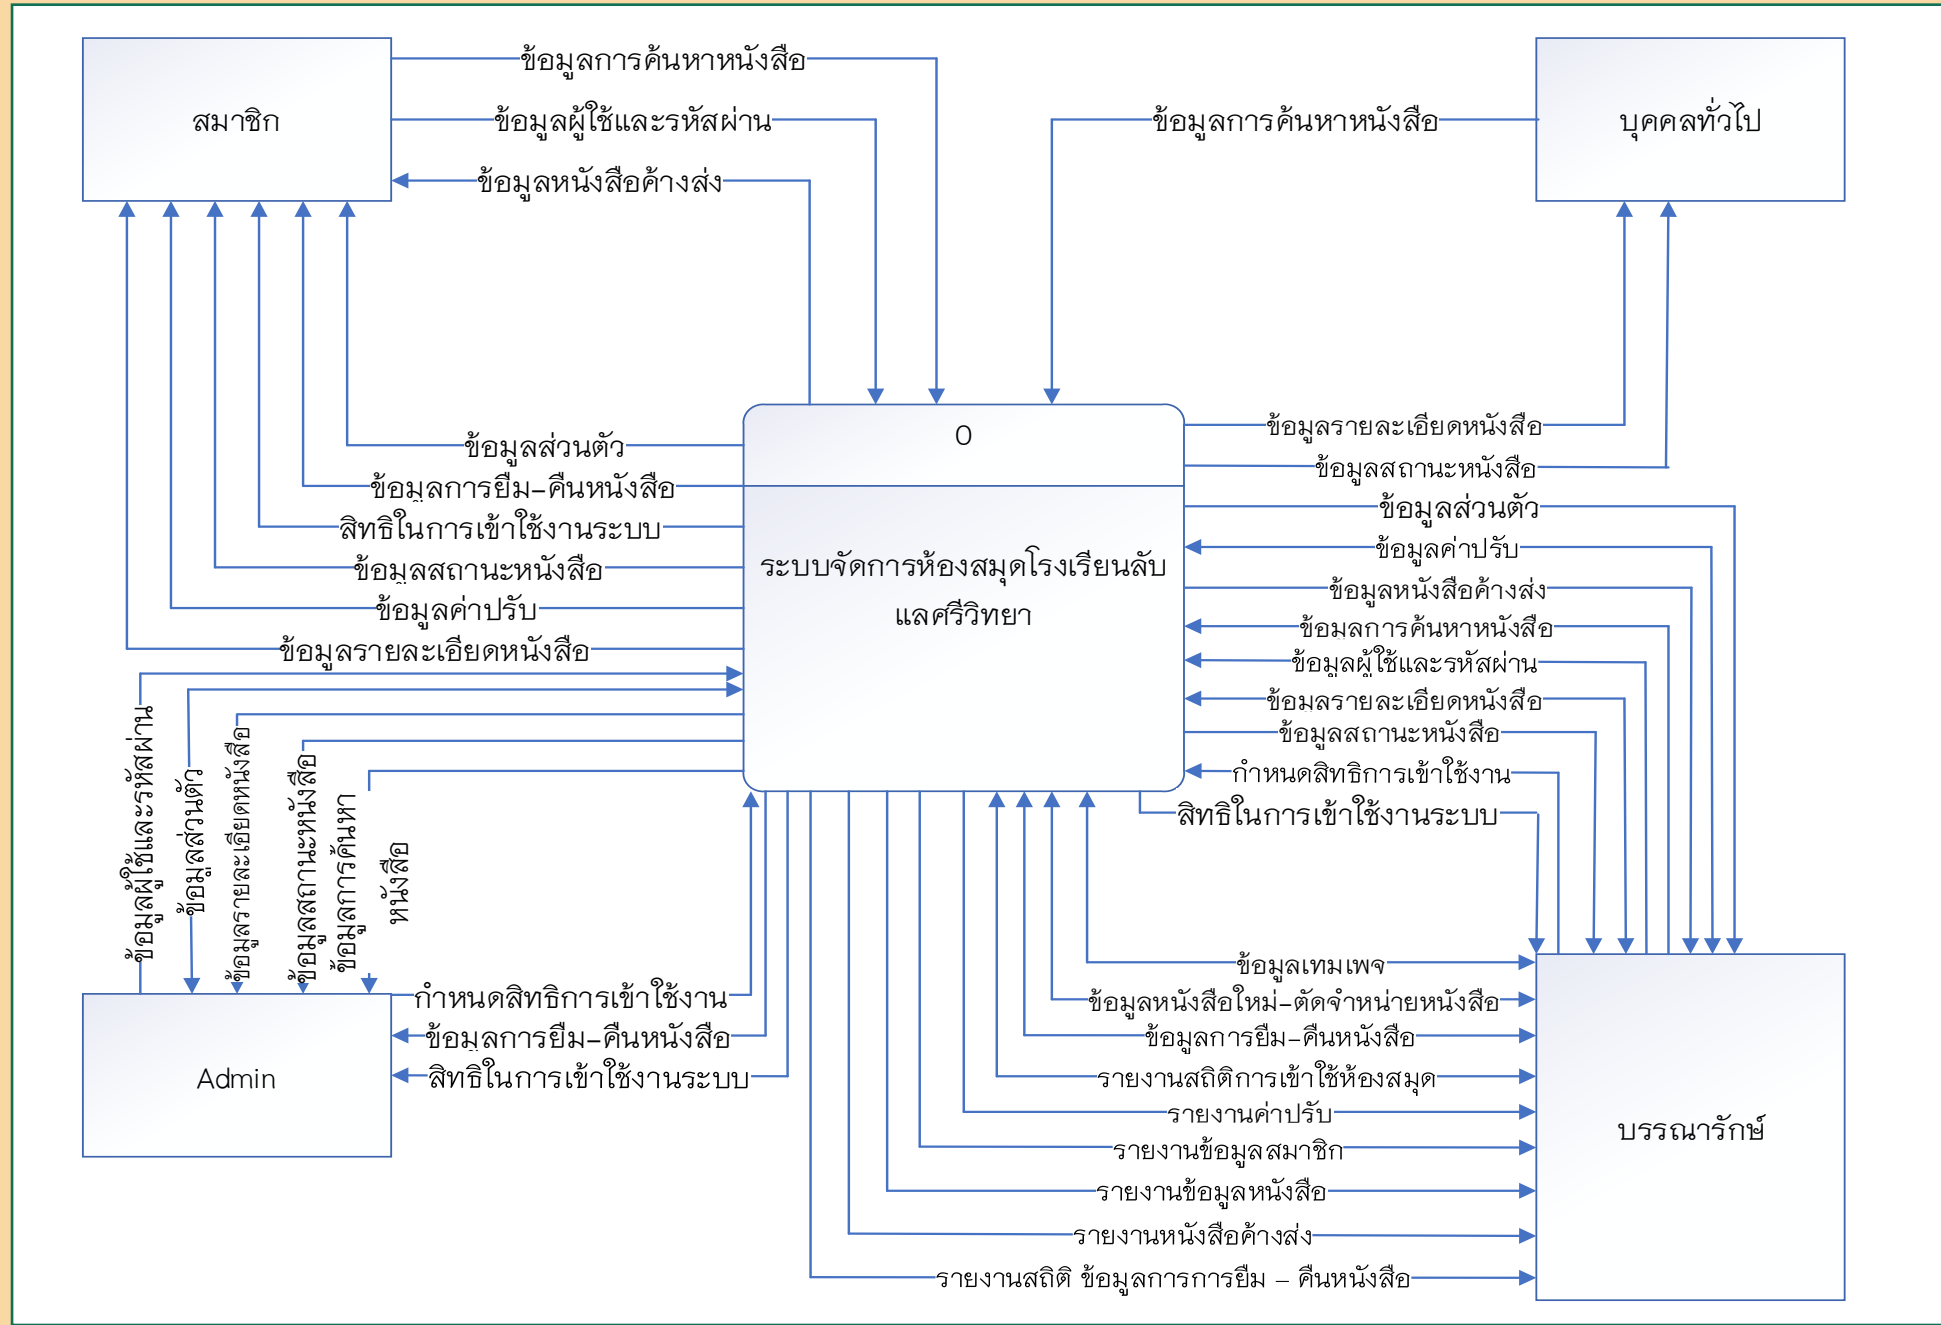 สมาชิก
ข้อมูลการค้นหาหนังสือ
ข้อมูลผู้ใช้และรหัสผ่าน
ข้อมูลหนังสือค้างส่ง
ข้อมูลการค้นหาหนังสือ
บุคคลทั่วไป
0
ระบบจัดการห้องสมุดโรงเรียนลับ
แลศรีวิทยา
ข้อมูลส่วนตัว
ข้อมูลการยืม-คืนหนังสือ
สิทธิในการเข้าใช้งานระบบ
ข้อมูลสถานะหนังสือ
ข้อมูลค่าปรับ
ข้อมูลรายละเอียดหนังสือ
ข้อมูลรายละเอียดหนังสือ
ข้อมูลสถานะหนังสือ
ข้อมูลส่วนตัว
ข้อมูลค่าปรับ
ข้อมูลหนังสือค้างส่ง
ข้อมูลการค้นหาหนังสือ
ข้อมูลผู้ใช้และรหัสผ่าน
ข้อมูลรายละเอียดหนังสือ
ข้อมูลสถานะหนังสือ
กำหนดสิทธิการเข้าใช้งาน
สิทธิในการเข้าใช้งานระบบ
ข้อมูลผู้ใช้และรหัสผ่าน
ข้อมูลส่วนตัว
ข้อมูลรายละเอียดหนังสือ
ข้อมูลสถานะหนังสือ
ข้อมูลการค้นหา
หนังสือ
Admin
กำหนดสิทธิการเข้าใช้งาน
ข้อมูลการยืม-คืนหนังสือ
สิทธิในการเข้าใช้งานระบบ
ข้อมูลเทมเพจ
ข้อมูลหนังสือใหม่-ตัดจำหน่ายหนังสือ
ข้อมูลการยืม-คืนหนังสือ
รายงานสถิติการเข้าใช้ห้องสมุด
รายงานค่าปรับ
รายงานข้อมูลสมาชิก
รายงานข้อมูลหนังสือ
รายงานหนังสือค้างส่ง
รายงานสถิติ ข้อมูลการการยืม – คืนหนังสือ
บรรณารักษ์